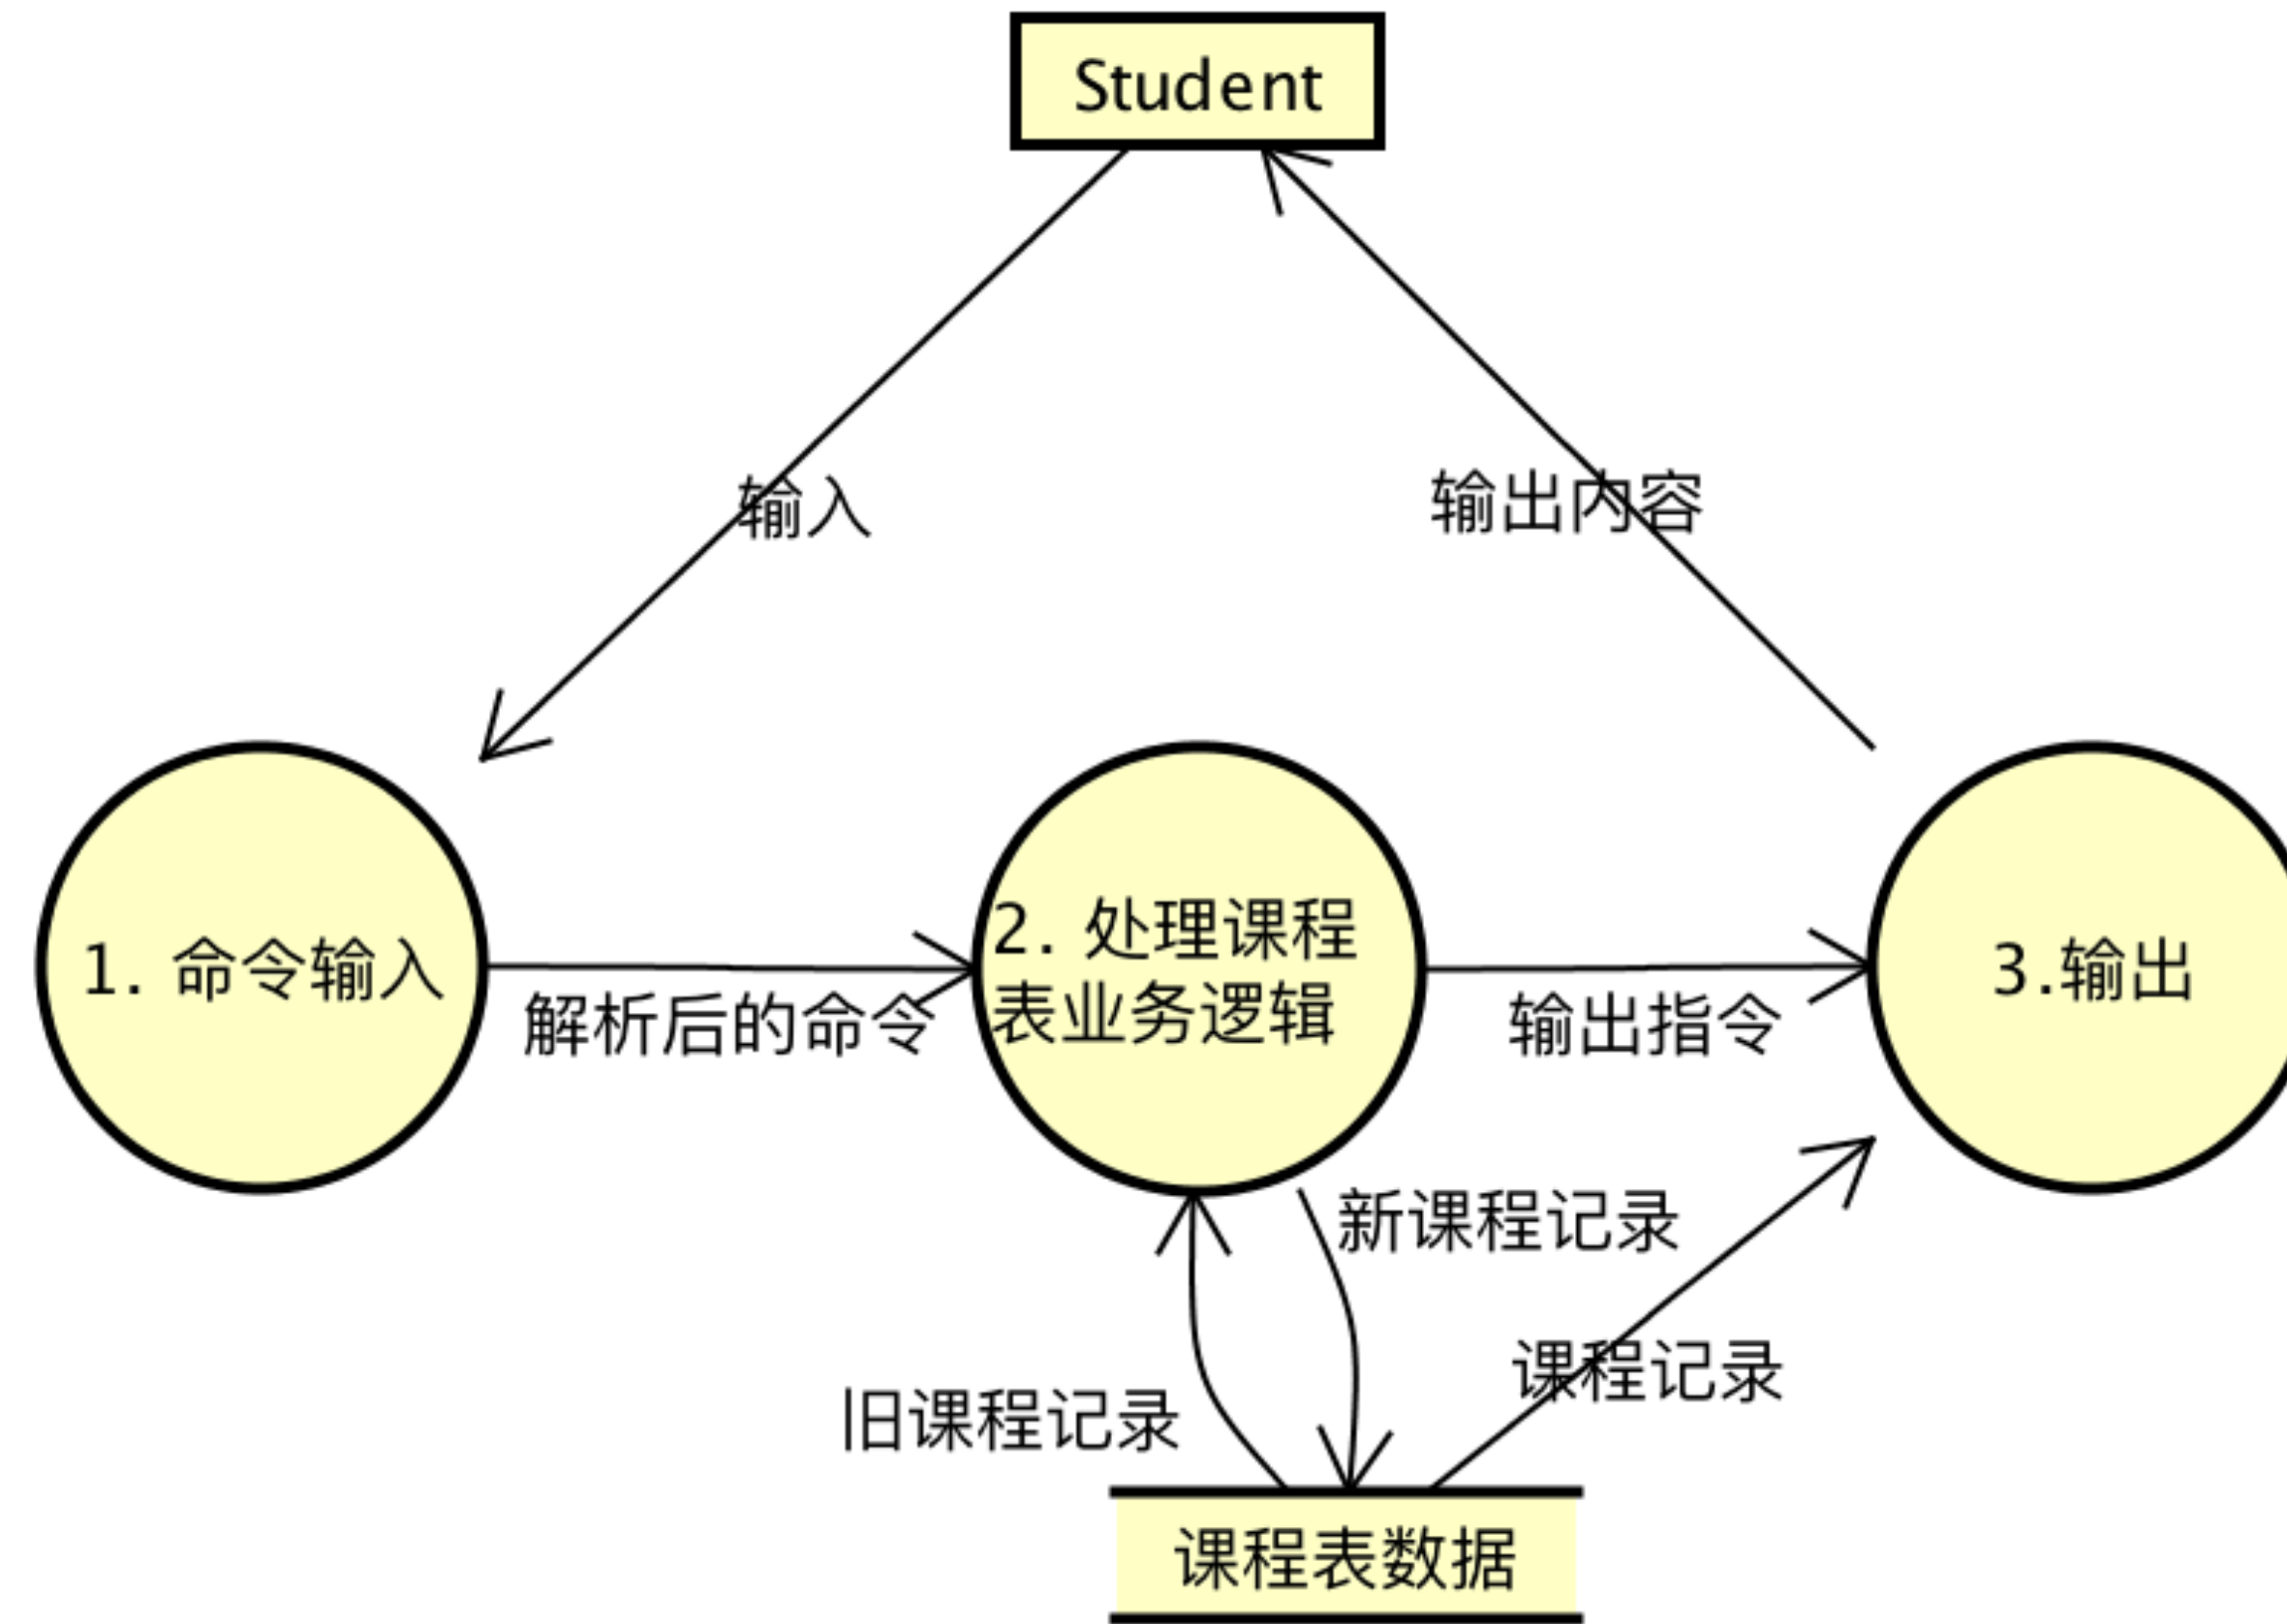 Student
输入
输出内容
1. 命令输入
解析后的命令
2. 处理课程
表业务逻辑
输出指令
3.输出
新课程记录
课程记录
旧课程记录
课程表数据